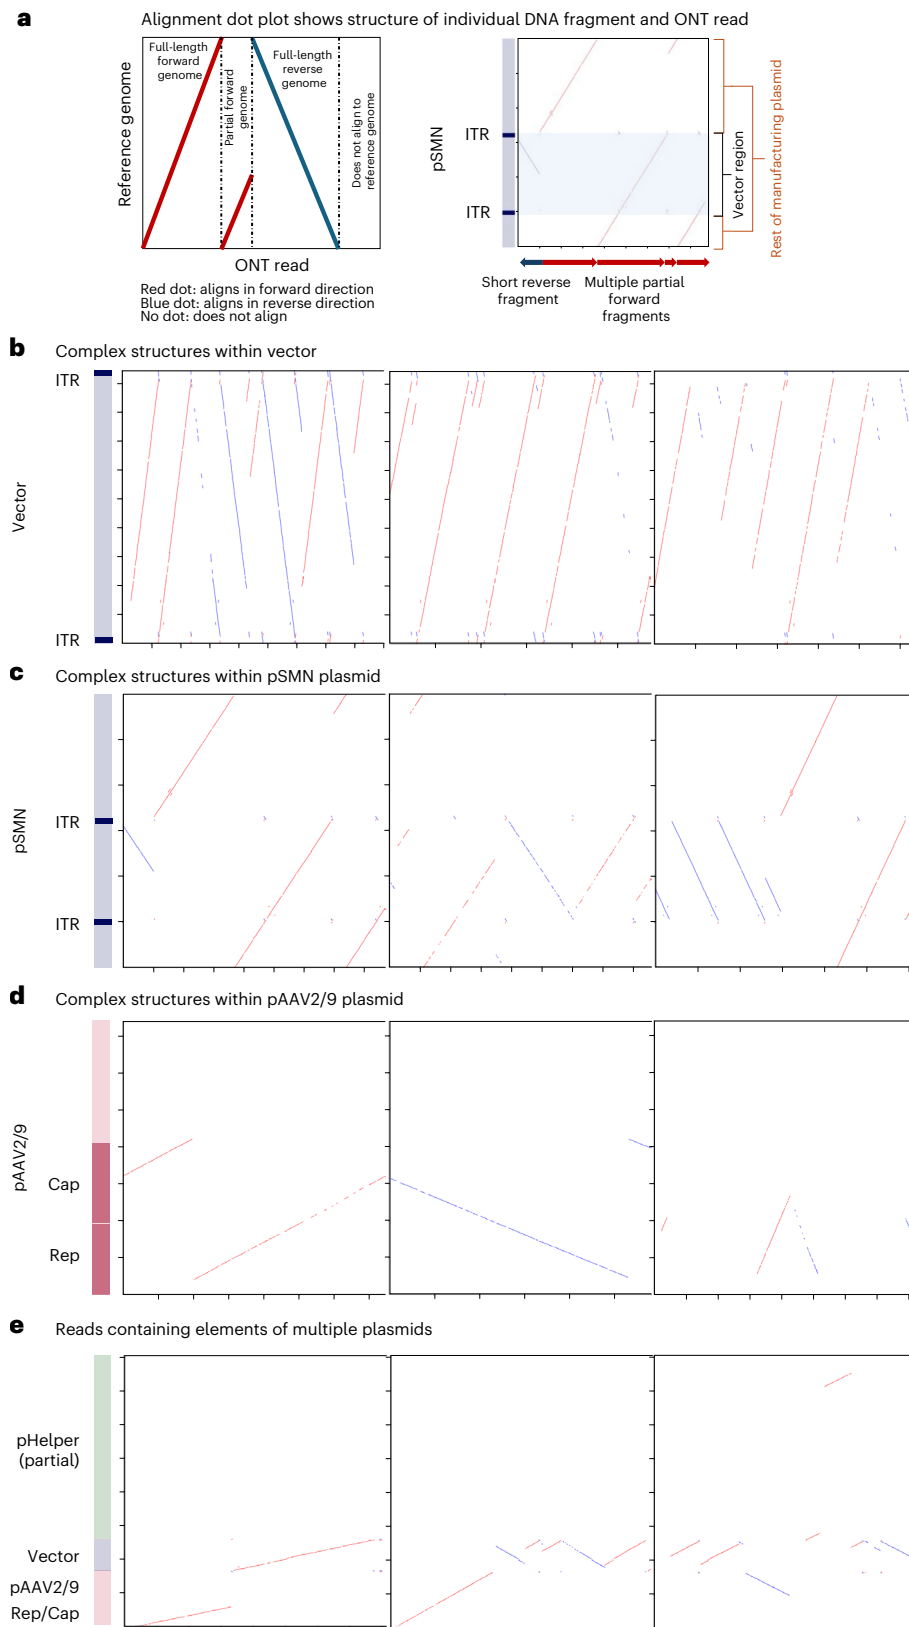 a
Alignment dot plot shows structure of individual DNA fragment and ONT read
Full-length
forward
genome
Partial forward
genome
Full-length
reverse
genome
Does not align to
reference genome
Reference genome
ONT read
Red dot: aligns in forward direction
Blue dot: aligns in reverse direction
No dot: does not align
pSMN
ITR
ITR
Vector region
Rest of manufacturing plasmid
Short reverse
fragment
Multiple partial
forward
fragments
b
Complex structures within vector
ITR
Vector
ITR
c
Complex structures within pSMN plasmid
pSMN
ITR
ITR
d
Complex structures within pAAV2/9 plasmid
pAAV2/9
Cap
Rep
e
Reads containing elements of multiple plasmids
pHelper
(partial)
Vector
pAAV2/9
Rep/Cap